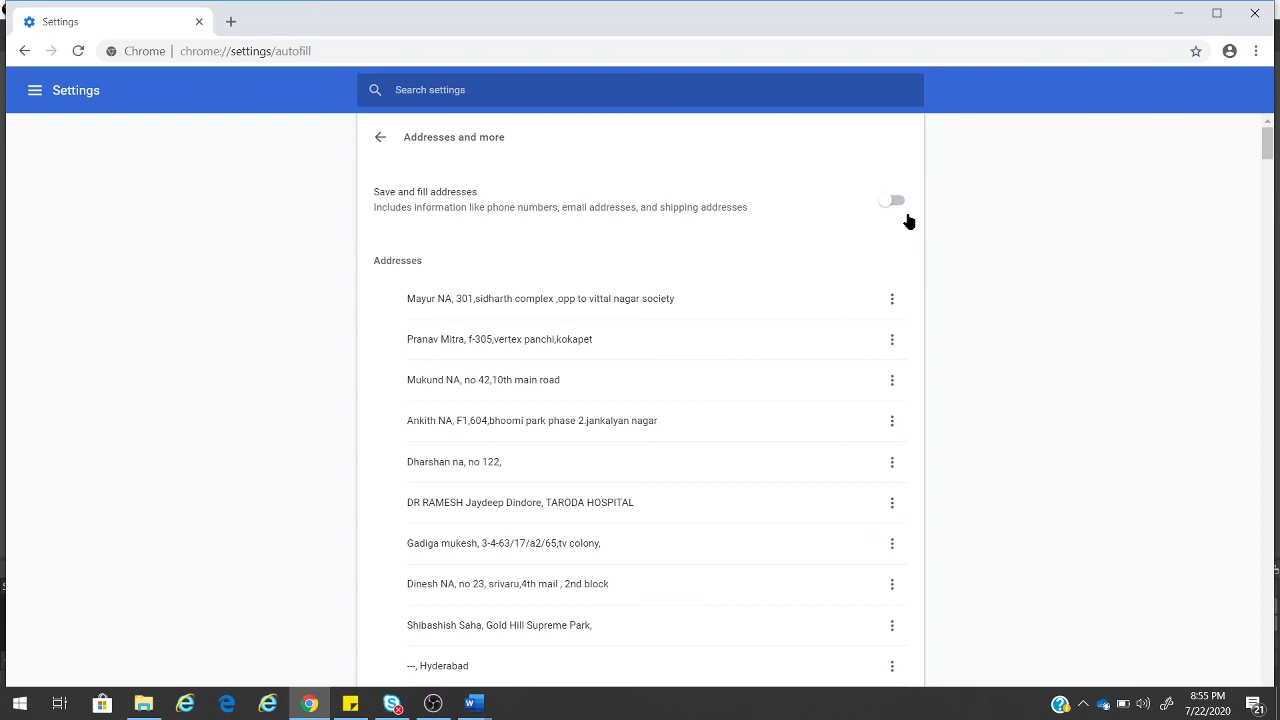 Settings
Chrome | chrome://settings/autofill
Settings
Search settings
Addresses and more
Save and fill addresses
Includes information like phone numbers, email addresses, and shipping addresses
Addresses
Mayur NA, 301,sidharth complex ,opp to vittal nagar society
Pranav Mitra, f-305,vertex panchi,kokapet
Mukund NA, no 42,10th main road
Ankith NA, F1,604,bhoomi park phase 2,jankalyan nagar
Dharshan na, no 122,
DR RAMESH Jaydeep Dindore, TARODA HOSPITAL
Gadiga mukesh, 3-4-63/17/a2/65,tv colony,
Dinesh NA, no 23, srivaru,4th mail , 2nd block
Shibashish Saha, Gold Hill Supreme Park,
---, Hyderabad
8:55 PM
7/22/2020
21